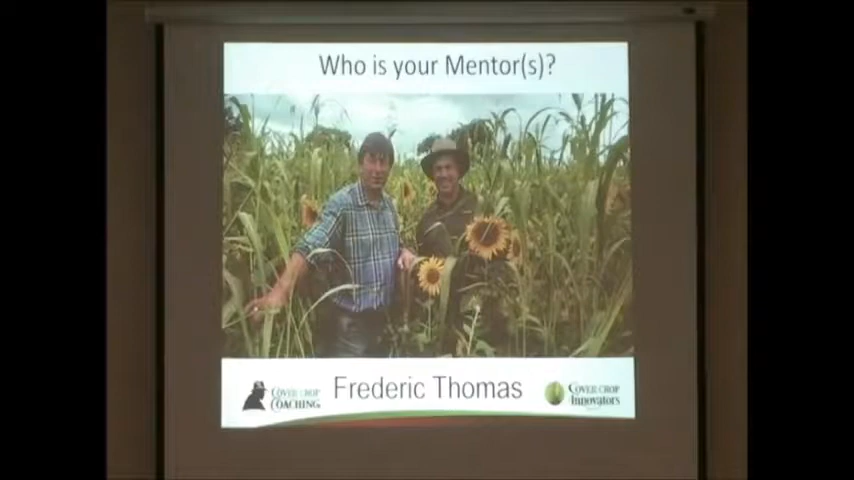 Who is your Mentor(s)?
Frederic Thomas
COVER CROP
COACHING
COVER CROP
Innovators